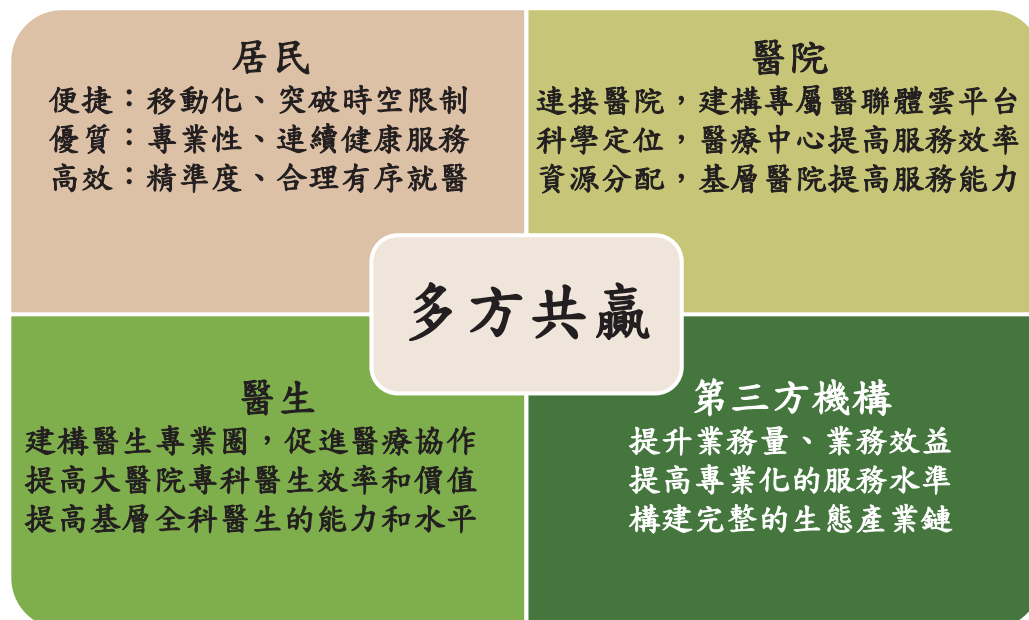 居民
便捷：移動化、突破時空限制
優質：專業性、連續健康服務
高效：精準度、合理有序就醫
醫院
連接醫院，建構專屬醫聯體雲平台
科學定位，醫療中心提高服務效率
資源分配，基層醫院提高服務能力
多方共贏
醫生
建構醫生專業圈，促進醫療協作
提高大醫院專科醫生效率和價值
提高基層全科醫生的能力和水平
第三方機構
提升業務量、業務效益
提高專業化的服務水準
構建完整的生態產業鏈